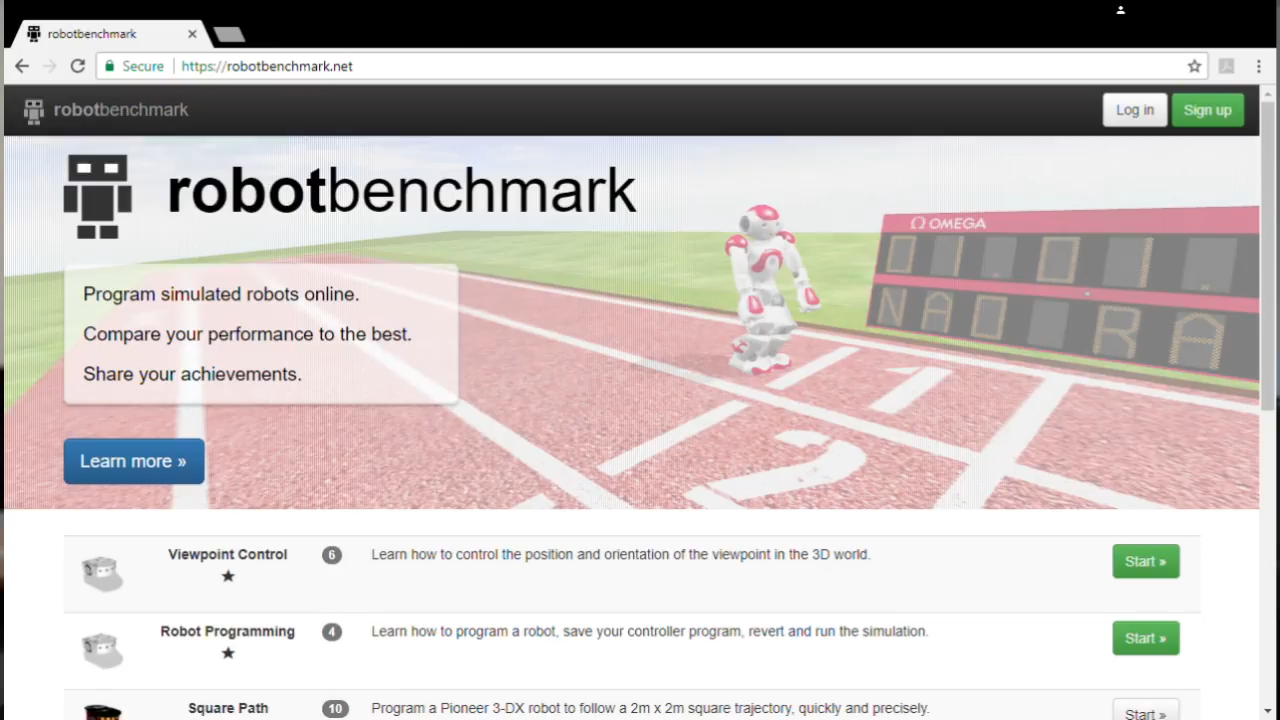 robotbenchmark
Secure https://robotbenchmark.net
robotbenchmark
Log in Sign up
robotbenchmark
Ω OMEGA
NAO RA
Program simulated robots online.
Compare your performance to the best.
Share your achievements.
1
2
Learn more »
Viewpoint Control 6 Learn how to control the position and orientation of the viewpoint in the 3D world. Start »
★
Robot Programming 4 Learn how to program a robot, save your controller program, revert and run the simulation. Start »
★
Square Path 10 Program a Pioneer 3-DX robot to follow a 2m x 2m square trajectory, quickly and precisely. Start »